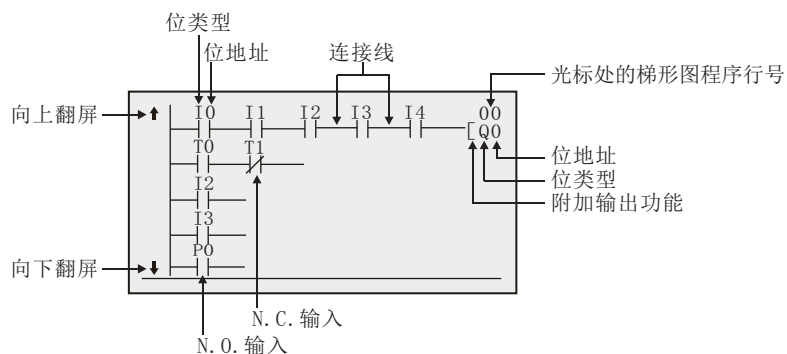 位类型
位地址
连接线
光标处的梯形图程序行号
向上翻屏
I0 I1 I2 I3 I4 00
[Q0
T0 T1
位地址
位类型
I2
附加输出功能
I3
P0
向下翻屏
N.C.输入
N.O.输入